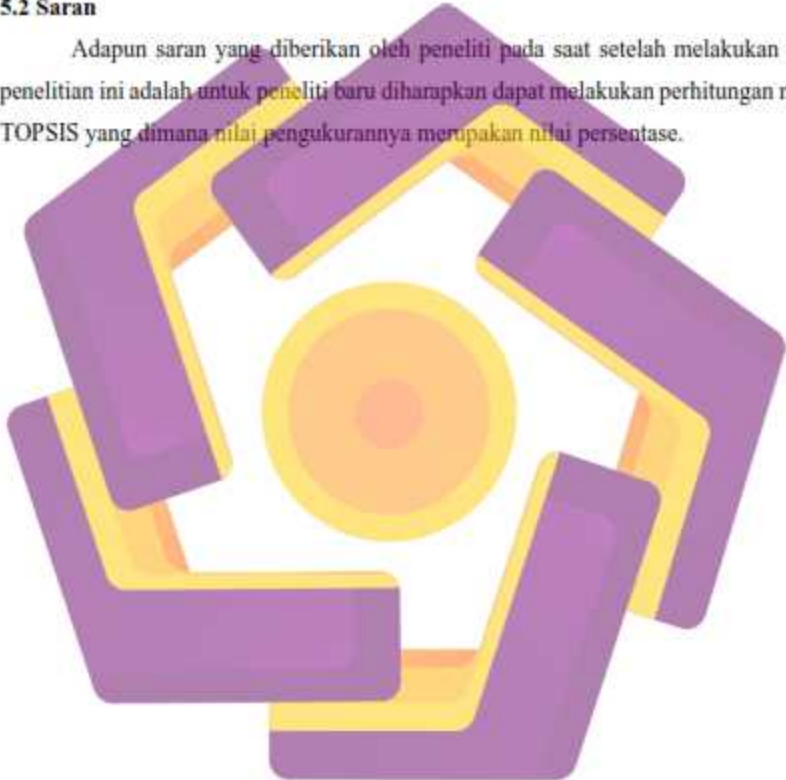 5.2 Saran
Adapun saran yang diberikan oleh peneliti pada saat setelah melakukan
penelitian ini adalah untuk peneliti baru diharapkan dapat melakukan perhitungan
TOPSIS yang dimana nilai pengukurannya merupakan nilai persentase.